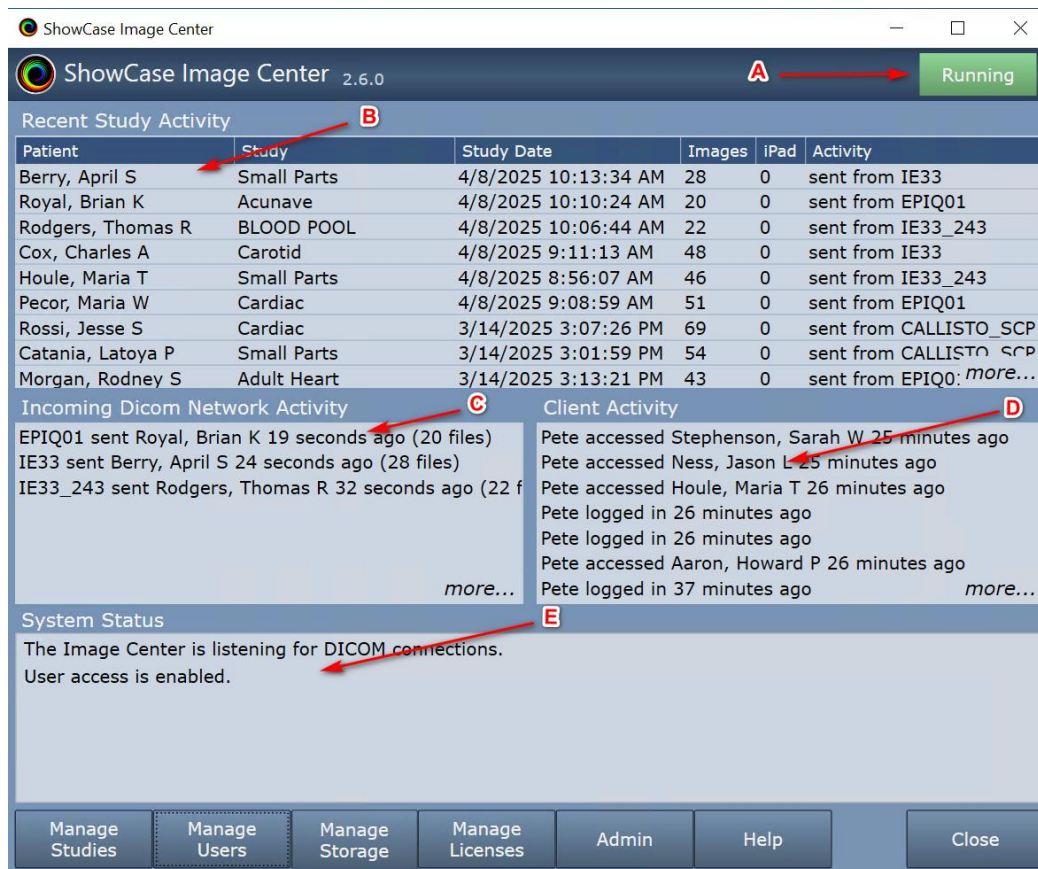 ShowCase Image Center
ShowCase Image Center 2.6.0 A Running
Recent Study Activity B
Patient Study Study Date Images iPad Activity
Berry, April S Small Parts 4/8/2025 10:13:34 AM 28 0 sent from IE33
Royal, Brian K Acunave 4/8/2025 10:10:24 AM 20 0 sent from EPIQ01
Rodgers, Thomas R BLOOD POOL 4/8/2025 10:06:44 AM 22 0 sent from IE33_243
Cox, Charles A Carotid 4/8/2025 9:11:13 AM 48 0 sent from IE33
Houle, Maria T Small Parts 4/8/2025 8:56:07 AM 46 0 sent from IE33_243
Pecor, Maria W Cardiac 4/8/2025 9:08:59 AM 51 0 sent from EPIQ01
Rossi, Jesse S Cardiac 3/14/2025 3:07:26 PM 69 0 sent from CALLISTO_SCP
Catania, Latoya P Small Parts 3/14/2025 3:01:59 PM 54 0 sent from CALLISTO_SCP
Morgan, Rodney S Adult Heart 3/14/2025 3:13:21 PM 43 0 sent from EPIQ0 more...
Incoming Dicom Network Activity C
EPIQ01 sent Royal, Brian K 19 seconds ago (20 files)
IE33 sent Berry, April S 24 seconds ago (28 files)
IE33_243 sent Rodgers, Thomas R 32 seconds ago (22 f
more...
Client Activity D
Pete accessed Stephenson, Sarah W 25 minutes ago
Pete accessed Ness, Jason L 25 minutes ago
Pete accessed Houle, Maria T 26 minutes ago
Pete logged in 26 minutes ago
Pete logged in 26 minutes ago
Pete accessed Aaron, Howard P 26 minutes ago
Pete logged in 37 minutes ago more...
System Status E
The Image Center is listening for DICOM connections.
User access is enabled.
Manage Studies
Manage Users
Manage Storage
Manage Licenses
Admin
Help
Close